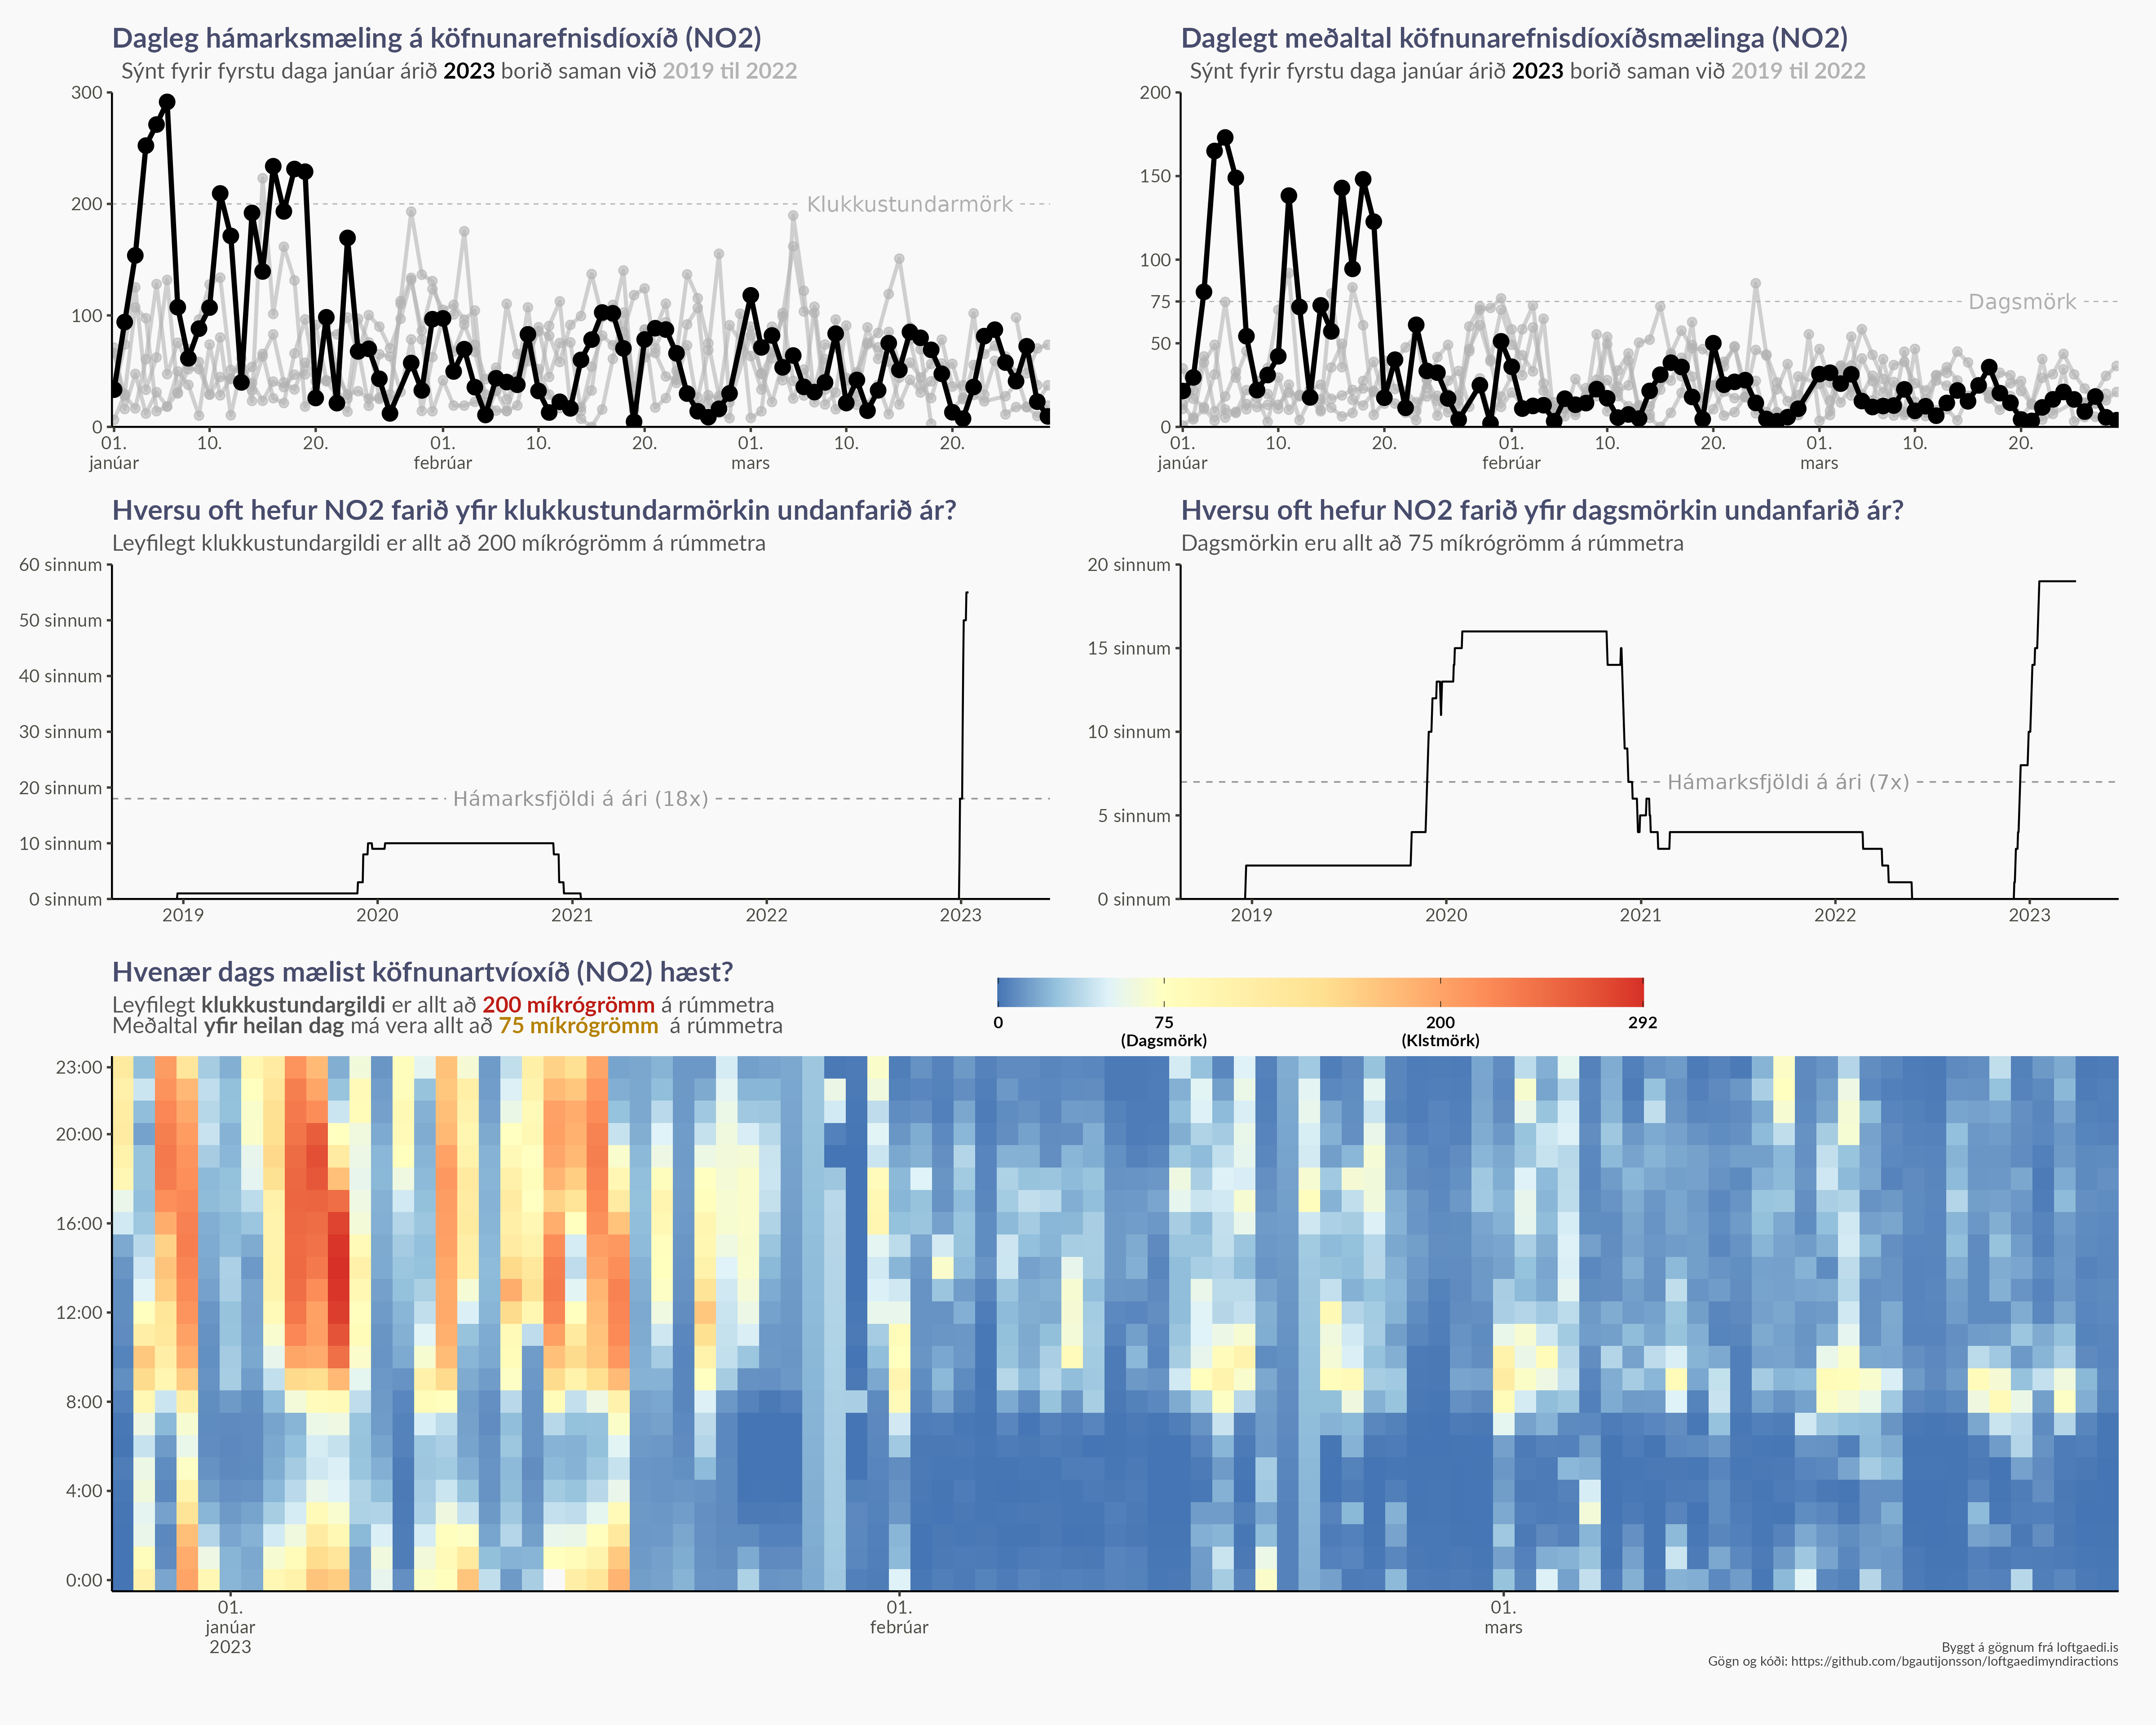 Dagleg hámarksmæling á köfnunarefnisdíoxíð (NO2)
Sýnt fyrir fyrstu daga janúar árið 2023 borið saman við 2019 til 2022
300
200
100
0
Klukkustundarmörk
01. 10. 20. 01. 10. 20. 01. 10. 20.
janúar febrúar mars
Daglegt meðaltal köfnunarefnisdíoxíðsmælinga (NO2)
Sýnt fyrir fyrstu daga janúar árið 2023 borið saman við 2019 til 2022
200
150
100
75
50
0
Dagsmörk
01. 10. 20. 01. 10. 20. 01. 10. 20.
janúar febrúar mars
Hversu oft hefur NO2 farið yfir klukkustundarmörkin undanfarið ár?
Leyfilegt klukkustundargildi er allt að 200 míkrógrömm á rúmmetra
60 sinnum
50 sinnum
40 sinnum
30 sinnum
20 sinnum
10 sinnum
0 sinnum
Hámarksfjöldi á ári (18x)
2019 2020 2021 2022 2023
Hversu oft hefur NO2 farið yfir dagsmörkin undanfarið ár?
Dagsmörkin eru allt að 75 míkrógrömm á rúmmetra
20 sinnum
15 sinnum
10 sinnum
5 sinnum
0 sinnum
Hámarksfjöldi á ári (7x)
2019 2020 2021 2022 2023
Hvenær dags mælist köfnunartvíoxíð (NO2) hæst?
Leyfilegt klukkustundargildi er allt að 200 míkrógrömm á rúmmetra
Meðaltal yfir heilan dag má vera allt að 75 míkrógrömm á rúmmetra
0 75 200 292
(Dagsmörk) (Klstmörk)
23:00
20:00
16:00
12:00
8:00
4:00
0:00
01. 01. 01.
janúar febrúar mars
2023
Byggt á gögnum frá loftgaedi.is
Gögn og kóði: https://github.com/bgautijonsson/loftgaedimyndiractions